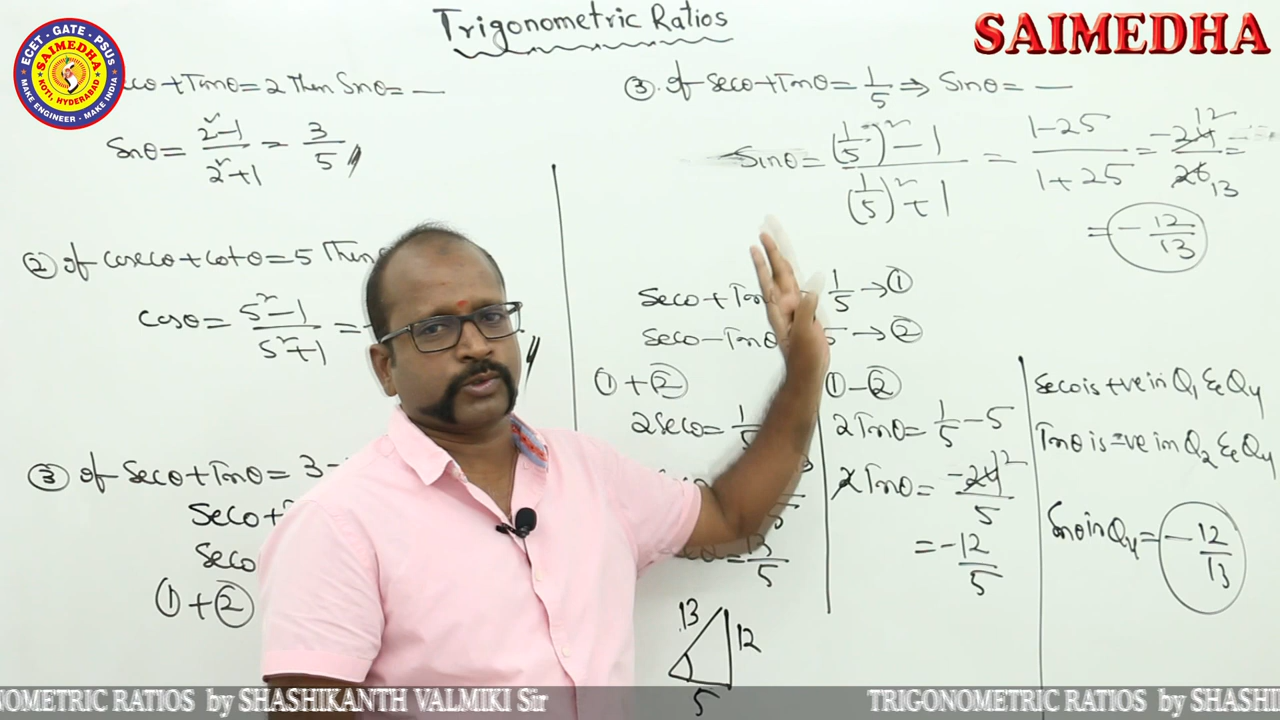 Trigonometric Ratios
SAIMEDHA
ECET - GATE - PSUS
SAIMEDHA
KOTI, HYDERABAD
MAKE ENGINEER - MAKE INDIA
ecθ+Tanθ=2 Then Sinθ= —
Sinθ= 2²-1/2²+1 = 3/5
② If cosecθ+cotθ=5 Then
cosθ= 5²-1/5²+1 =
③ If Secθ+Tanθ= 3-
Secθ+
Secθ
①+②
③. If Secθ+Tanθ= 1/5 ⇒ Sinθ= —
Sinθ= (1/5)²-1/(1/5)²+1 = 1-25/1+25 = -24/26 =
12
13
= -12/13
Secθ+Tan 1/5 →①
Secθ-Tanθ 5 →②
①+②
2Secθ= 1/5
13/5
13
12
5
①-②
2Tanθ= 1/5-5
2Tanθ= -24/5
12
= -12/5
Secθ is +ve in Q1 & Q4
Tanθ is -ve in Q2 & Q4
Sinθ in Q4= -12/13
NOMETRIC RATIOS by SHASHIKANTH VALMIKI Sir
TRIGONOMETRIC RATIOS by SHASHI